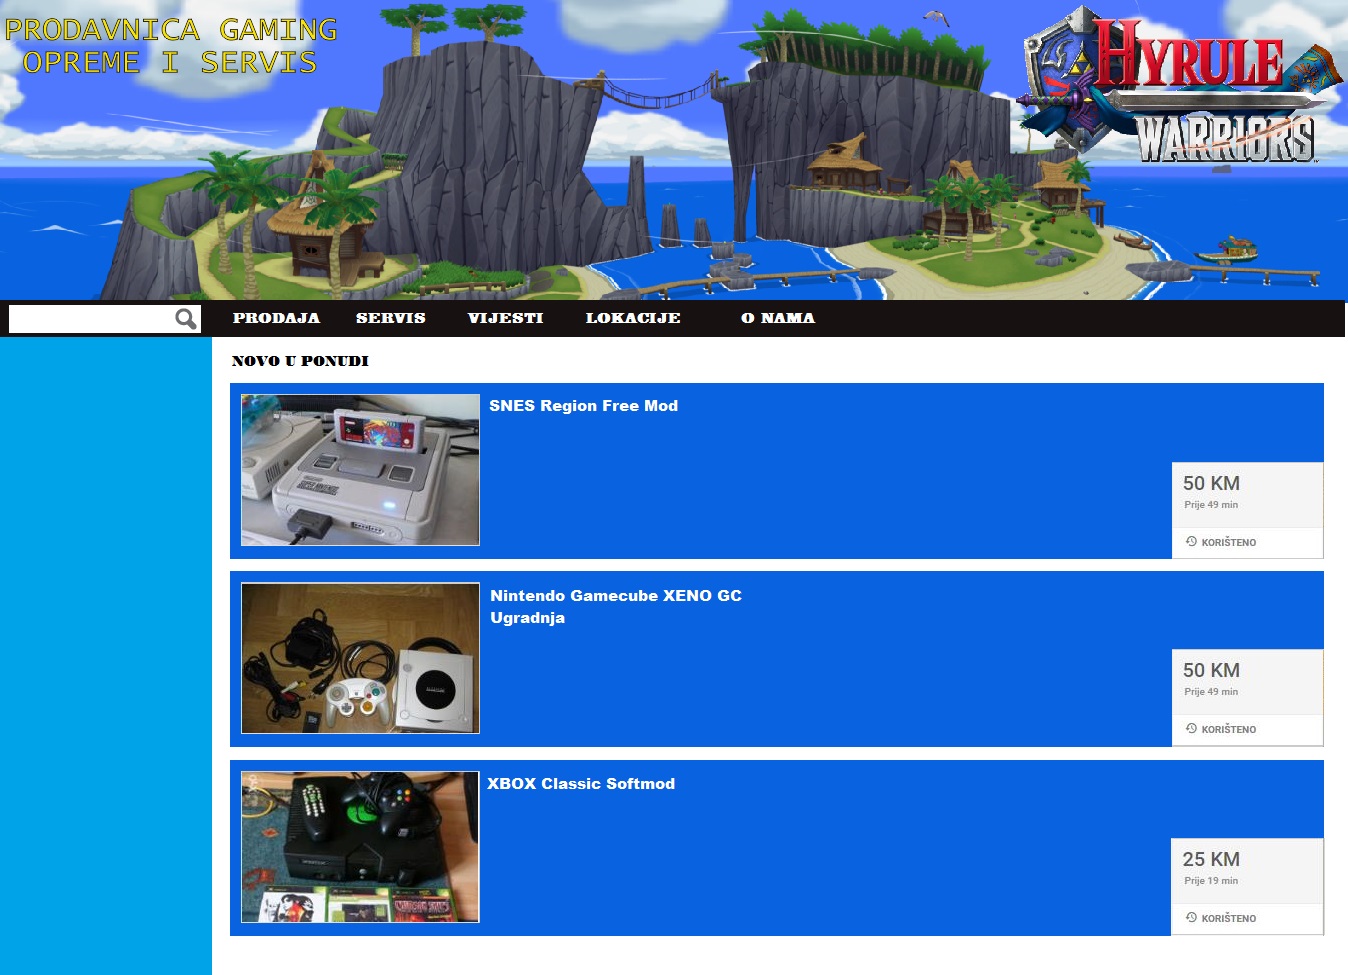 PRODAVNICA GAMING
OPREME I SERVIS
HYRULE
WARRIORS
PRODAJA SERVIS VIJESTI LOKACIJE O NAMA
NOVO U PONUDI
SNES Region Free Mod
50 KM
Prije 49 min
KORIŠTENO
Nintendo Gamecube XENO GC
Ugradnja
50 KM
Prije 49 min
KORIŠTENO
XBOX Classic Softmod
25 KM
Prije 19 min
KORIŠTENO